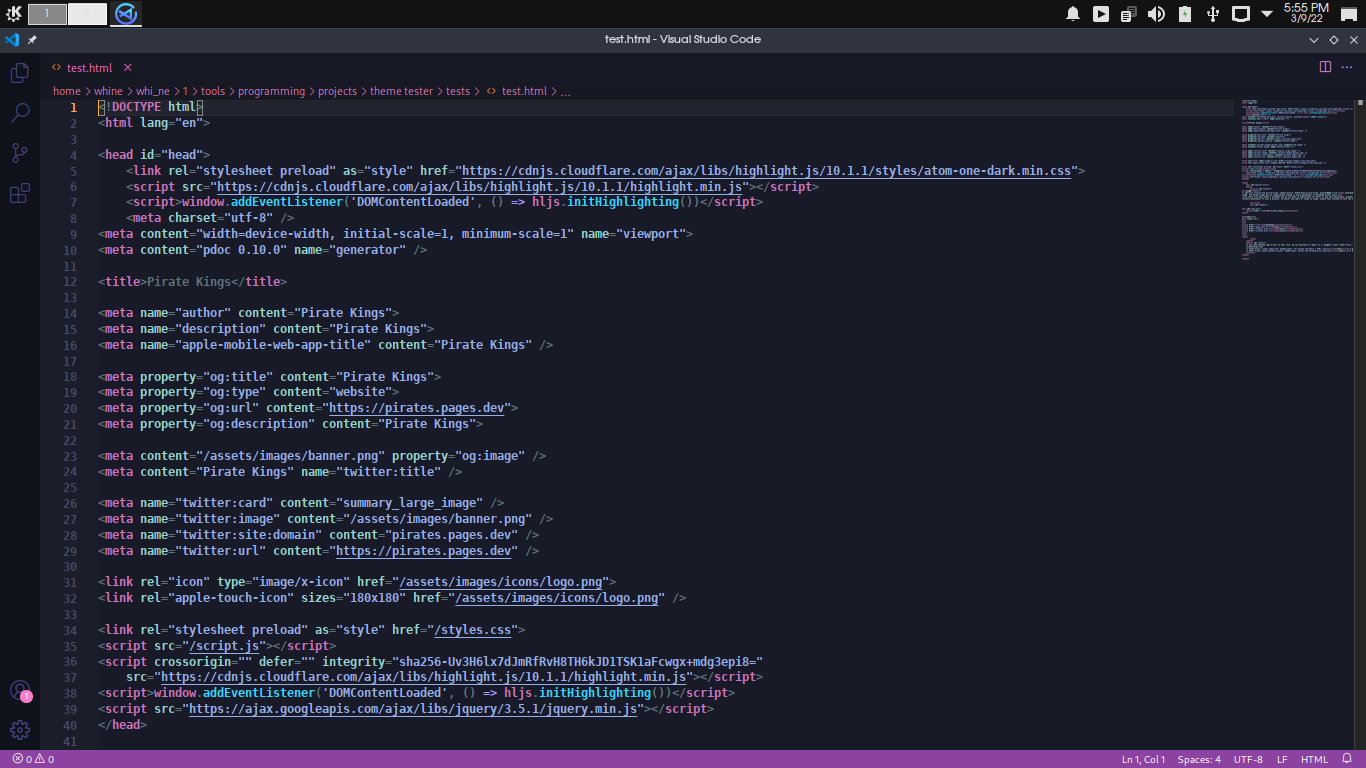 1
5:55 PM
3/9/22
test.html - Visual Studio Code
test.html
home > whine > whi_ne > 1 > tools > programming > projects > theme tester > tests > <> test.html > ...
1 <!DOCTYPE html>
2 <html lang="en">
3
4 <head id="head">
5     <link rel="stylesheet preload" as="style" href="https://cdnjs.cloudflare.com/ajax/libs/highlight.js/10.1.1/styles/atom-one-dark.min.css">
6     <script src="https://cdnjs.cloudflare.com/ajax/libs/highlight.js/10.1.1/highlight.min.js"></script>
7     <script>window.addEventListener('DOMContentLoaded', () => hljs.initHighlighting())</script>
8     <meta charset="utf-8" />
9 <meta content="width=device-width, initial-scale=1, minimum-scale=1" name="viewport">
10 <meta content="pdoc 0.10.0" name="generator" />
11
12 <title>Pirate Kings</title>
13
14 <meta name="author" content="Pirate Kings">
15 <meta name="description" content="Pirate Kings">
16 <meta name="apple-mobile-web-app-title" content="Pirate Kings" />
17
18 <meta property="og:title" content="Pirate Kings">
19 <meta property="og:type" content="website">
20 <meta property="og:url" content="https://pirates.pages.dev">
21 <meta property="og:description" content="Pirate Kings">
22
23 <meta content="/assets/images/banner.png" property="og:image" />
24 <meta content="Pirate Kings" name="twitter:title" />
25
26 <meta name="twitter:card" content="summary_large_image" />
27 <meta name="twitter:image" content="/assets/images/banner.png" />
28 <meta name="twitter:site:domain" content="pirates.pages.dev" />
29 <meta name="twitter:url" content="https://pirates.pages.dev" />
30
31 <link rel="icon" type="image/x-icon" href="/assets/images/icons/logo.png">
32 <link rel="apple-touch-icon" sizes="180x180" href="/assets/images/icons/logo.png" />
33
34 <link rel="stylesheet preload" as="style" href="/styles.css">
35 <script src="/script.js"></script>
36 <script crossorigin="" defer="" integrity="sha256-Uv3H6lx7dJmRfRvH8TH6kJD1TSK1aFcwgx+mdg3epi8="
37     src="https://cdnjs.cloudflare.com/ajax/libs/highlight.js/10.1.1/highlight.min.js"></script>
38 <script>window.addEventListener('DOMContentLoaded', () => hljs.initHighlighting())</script>
39 <script src="https://ajax.googleapis.com/ajax/libs/jquery/3.5.1/jquery.min.js"></script>
40 </head>
41
1
0 0
Ln 1, Col 1
Spaces: 4
UTF-8
LF
HTML